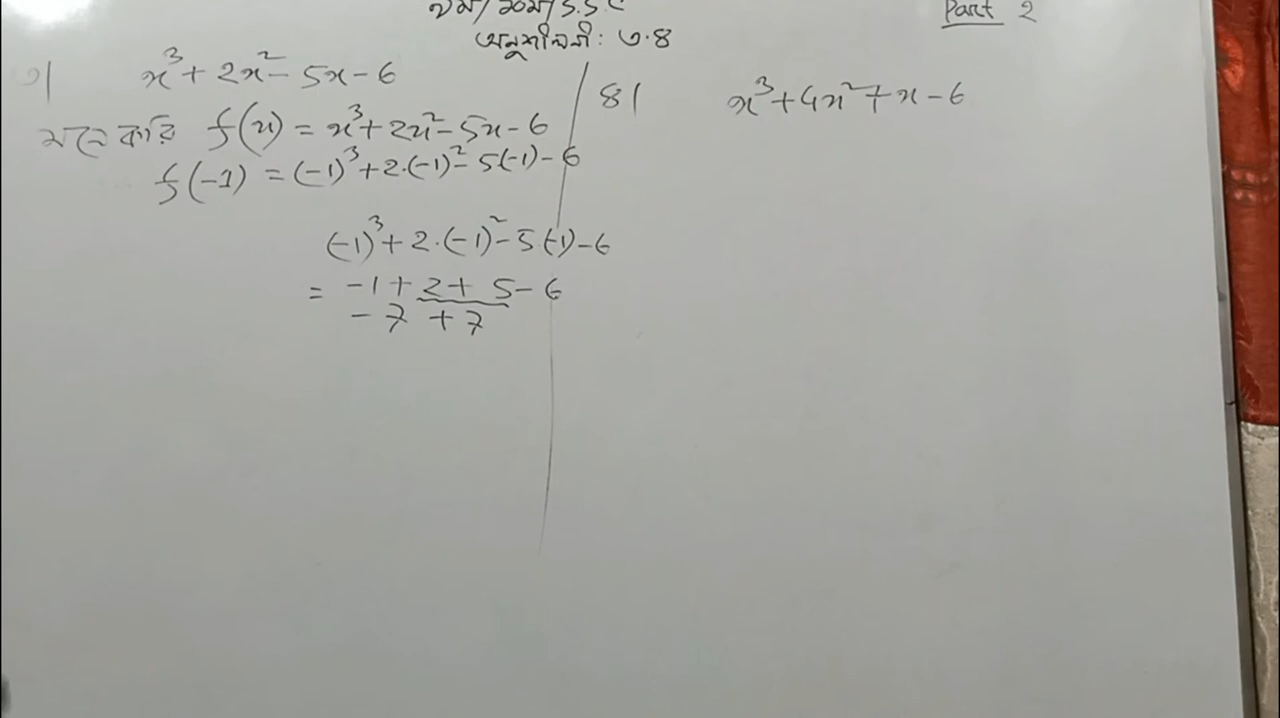 ৯ম/১০ম/S.S.C
Part 2
অনুশীলনী: ৩.৪
৩| x³ + 2x² - 5x - 6
মনে করি f(x) = x³ + 2x² - 5x - 6
f(-1) = (-1)³ + 2·(-1)² - 5(-1) - 6
(-1)³ + 2·(-1)² - 5(-1) - 6
= -1 + 2 + 5 - 6
-7 +7
৪| x³ + 4x² + x - 6